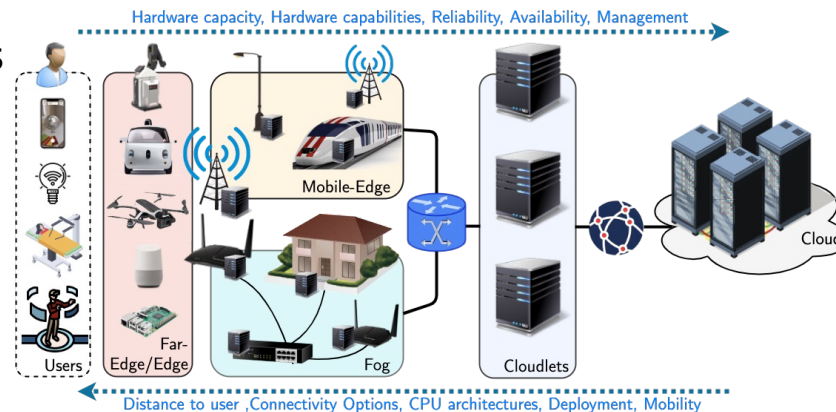 Hardware capacity, Hardware capabilities, Reliability, Availability, Management
s
Mobile-Edge
Cloud
Users
Far-
Edge/Edge
Fog
Cloudlets
Distance to user ,Connectivity Options, CPU architectures, Deployment, Mobility